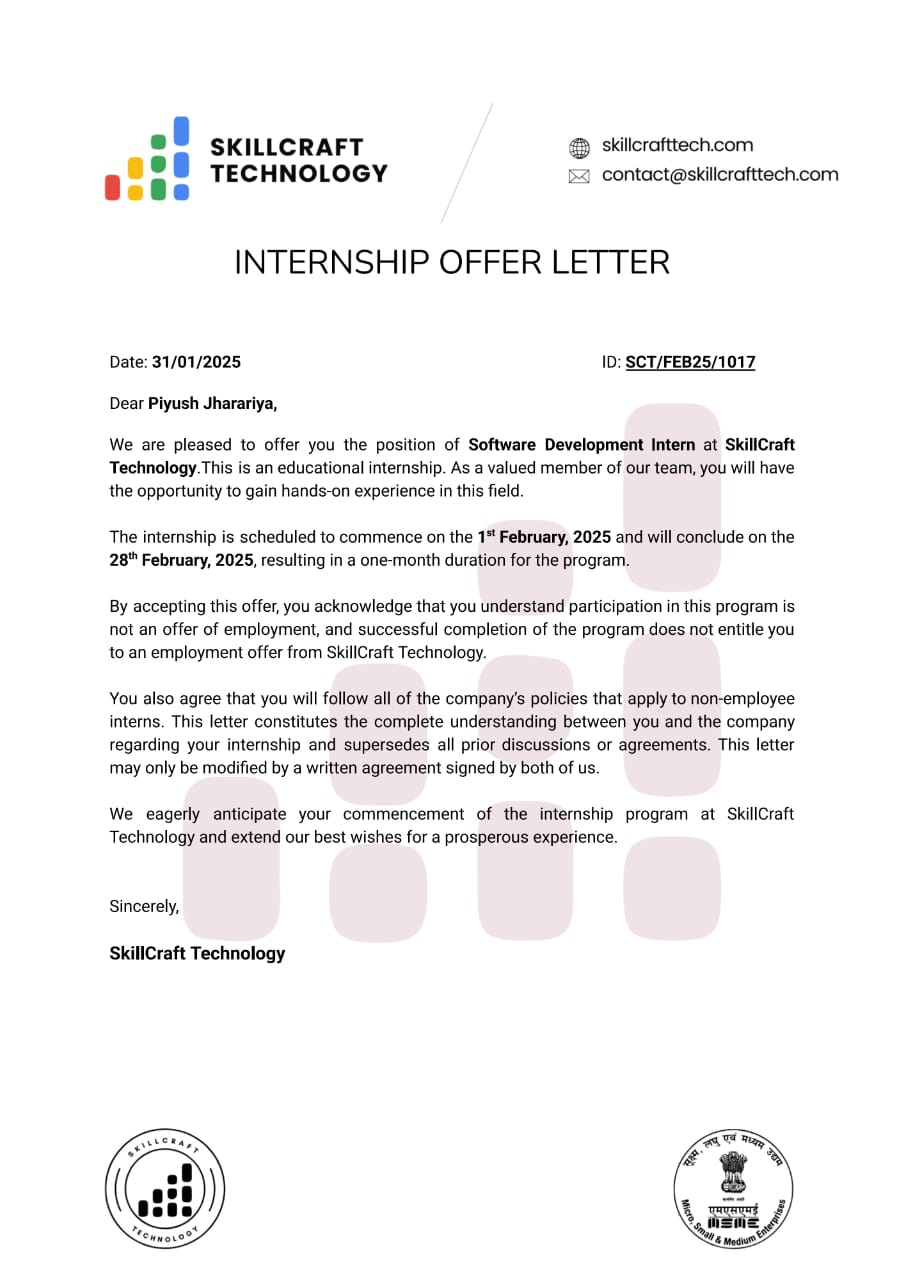 SKILLCRAFT
TECHNOLOGY
skillcrafttech.com
contact@skillcrafttech.com
INTERNSHIP OFFER LETTER
Date: 31/01/2025 ID: SCT/FEB25/1017
Dear Piyush Jharariya,
We are pleased to offer you the position of Software Development Intern at SkillCraft
Technology.This is an educational internship. As a valued member of our team, you will have
the opportunity to gain hands-on experience in this field.
The internship is scheduled to commence on the 1st February, 2025 and will conclude on the
28th February, 2025, resulting in a one-month duration for the program.
By accepting this offer, you acknowledge that you understand participation in this program is
not an offer of employment, and successful completion of the program does not entitle you
to an employment offer from SkillCraft Technology.
You also agree that you will follow all of the company’s policies that apply to non-employee
interns. This letter constitutes the complete understanding between you and the company
regarding your internship and supersedes all prior discussions or agreements. This letter
may only be modified by a written agreement signed by both of us.
We eagerly anticipate your commencement of the internship program at SkillCraft
Technology and extend our best wishes for a prosperous experience.
Sincerely,
SkillCraft Technology
SKILLCRAFT
TECHNOLOGY
सूक्ष्म, लघु एवं मध्यम उद्यम
एमएसएमई
MSME
Micro, Small & Medium Enterprises